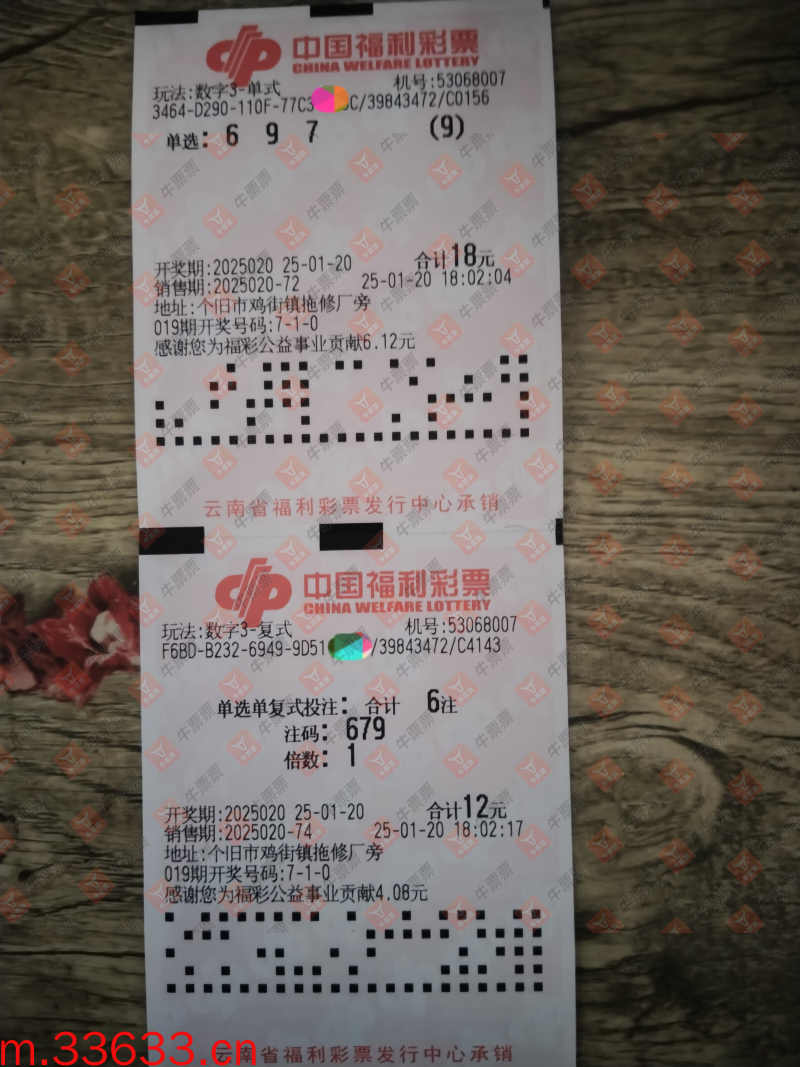 中国福利彩票
CHINA WELFARE LOTTERY
玩法:数字3-单式 机号:53068007
3464-D290-110F-77C3 C/39843472/C0156
单选: 6 9 7 (9)
开奖期:2025020 25-01-20 合计18元
销售期:2025020-72 25-01-20 18:02:04
地址:个旧市鸡街镇拖修厂旁
019期开奖号码:7-1-0
感谢您为福彩公益事业贡献6.12元
云南省福利彩票发行中心承销
中国福利彩票
CHINA WELFARE LOTTERY
玩法:数字3-复式 机号:53068007
F6BD-B232-6949-9D51 /39843472/C4143
单选单复式投注: 合计 6注
注码: 679
倍数: 1
开奖期:2025020 25-01-20 合计12元
销售期:2025020-74 25-01-20 18:02:17
地址:个旧市鸡街镇拖修厂旁
019期开奖号码:7-1-0
感谢您为福彩公益事业贡献4.08元
云南省福利彩票发行中心承销
m.33633.cn
牛票票